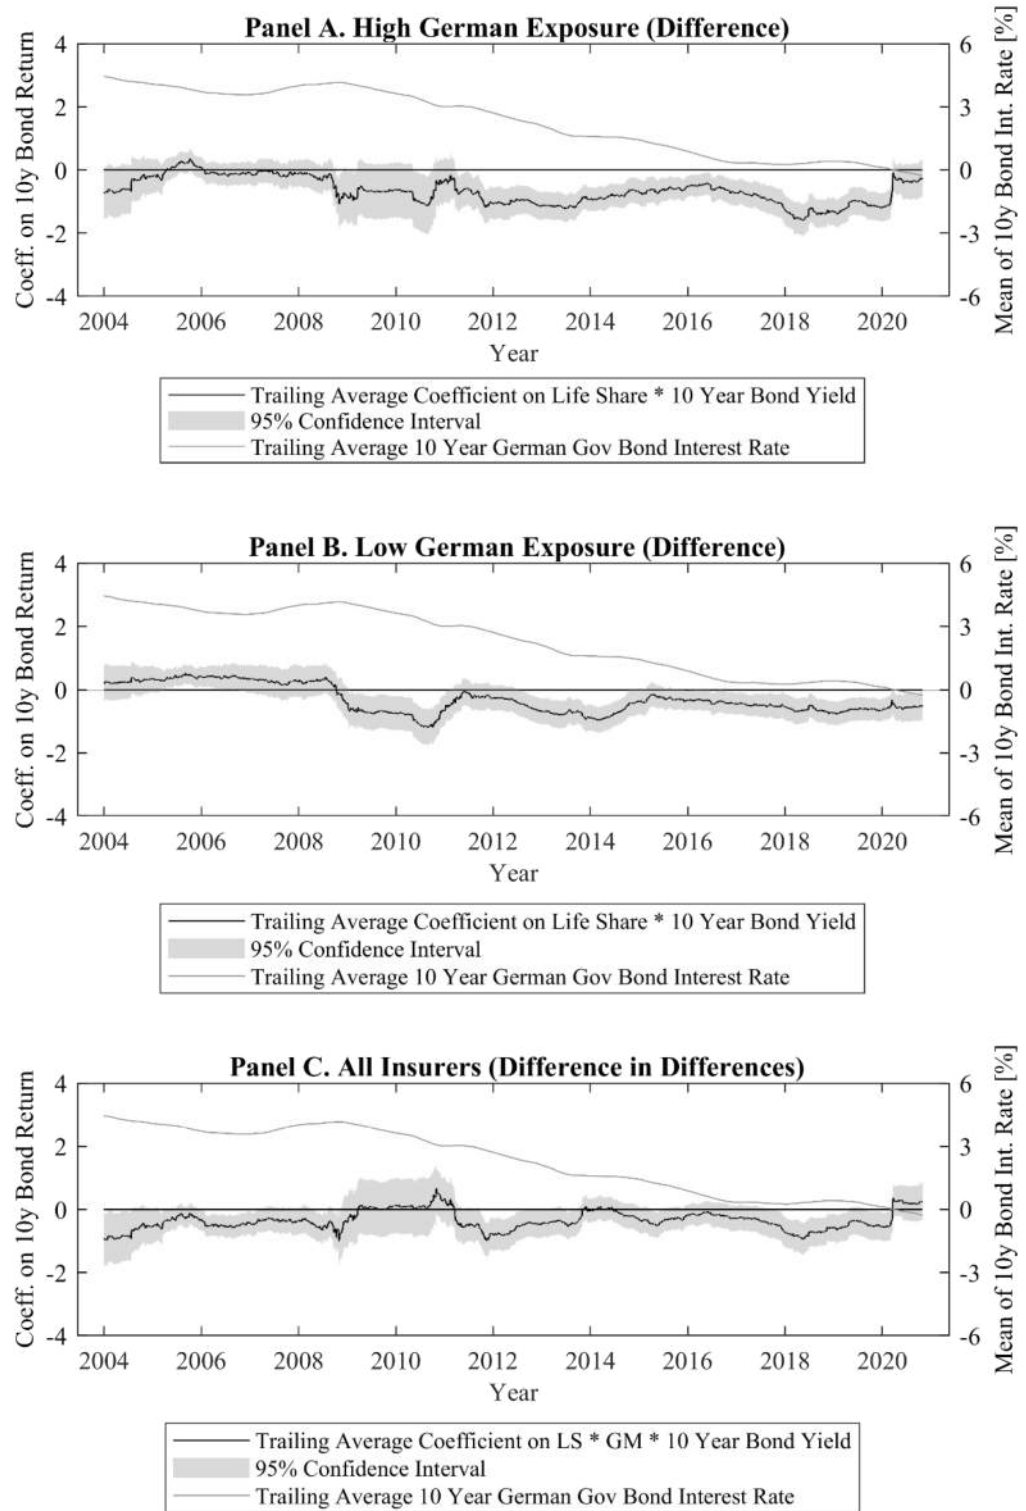 Panel A. High German Exposure (Difference)
Coeff. on 10y Bond Return
Mean of 10y Bond Int. Rate [%]
4
2
0
-2
-4
6
3
0
-3
-6
2004 2006 2008 2010 2012 2014 2016 2018 2020
Year
Trailing Average Coefficient on Life Share * 10 Year Bond Yield
95% Confidence Interval
Trailing Average 10 Year German Gov Bond Interest Rate
Panel B. Low German Exposure (Difference)
Coeff. on 10y Bond Return
Mean of 10y Bond Int. Rate [%]
4
2
0
-2
-4
6
3
0
-3
-6
2004 2006 2008 2010 2012 2014 2016 2018 2020
Year
Trailing Average Coefficient on Life Share * 10 Year Bond Yield
95% Confidence Interval
Trailing Average 10 Year German Gov Bond Interest Rate
Panel C. All Insurers (Difference in Differences)
Coeff. on 10y Bond Return
Mean of 10y Bond Int. Rate [%]
4
2
0
-2
-4
6
3
0
-3
-6
2004 2006 2008 2010 2012 2014 2016 2018 2020
Year
Trailing Average Coefficient on LS * GM * 10 Year Bond Yield
95% Confidence Interval
Trailing Average 10 Year German Gov Bond Interest Rate